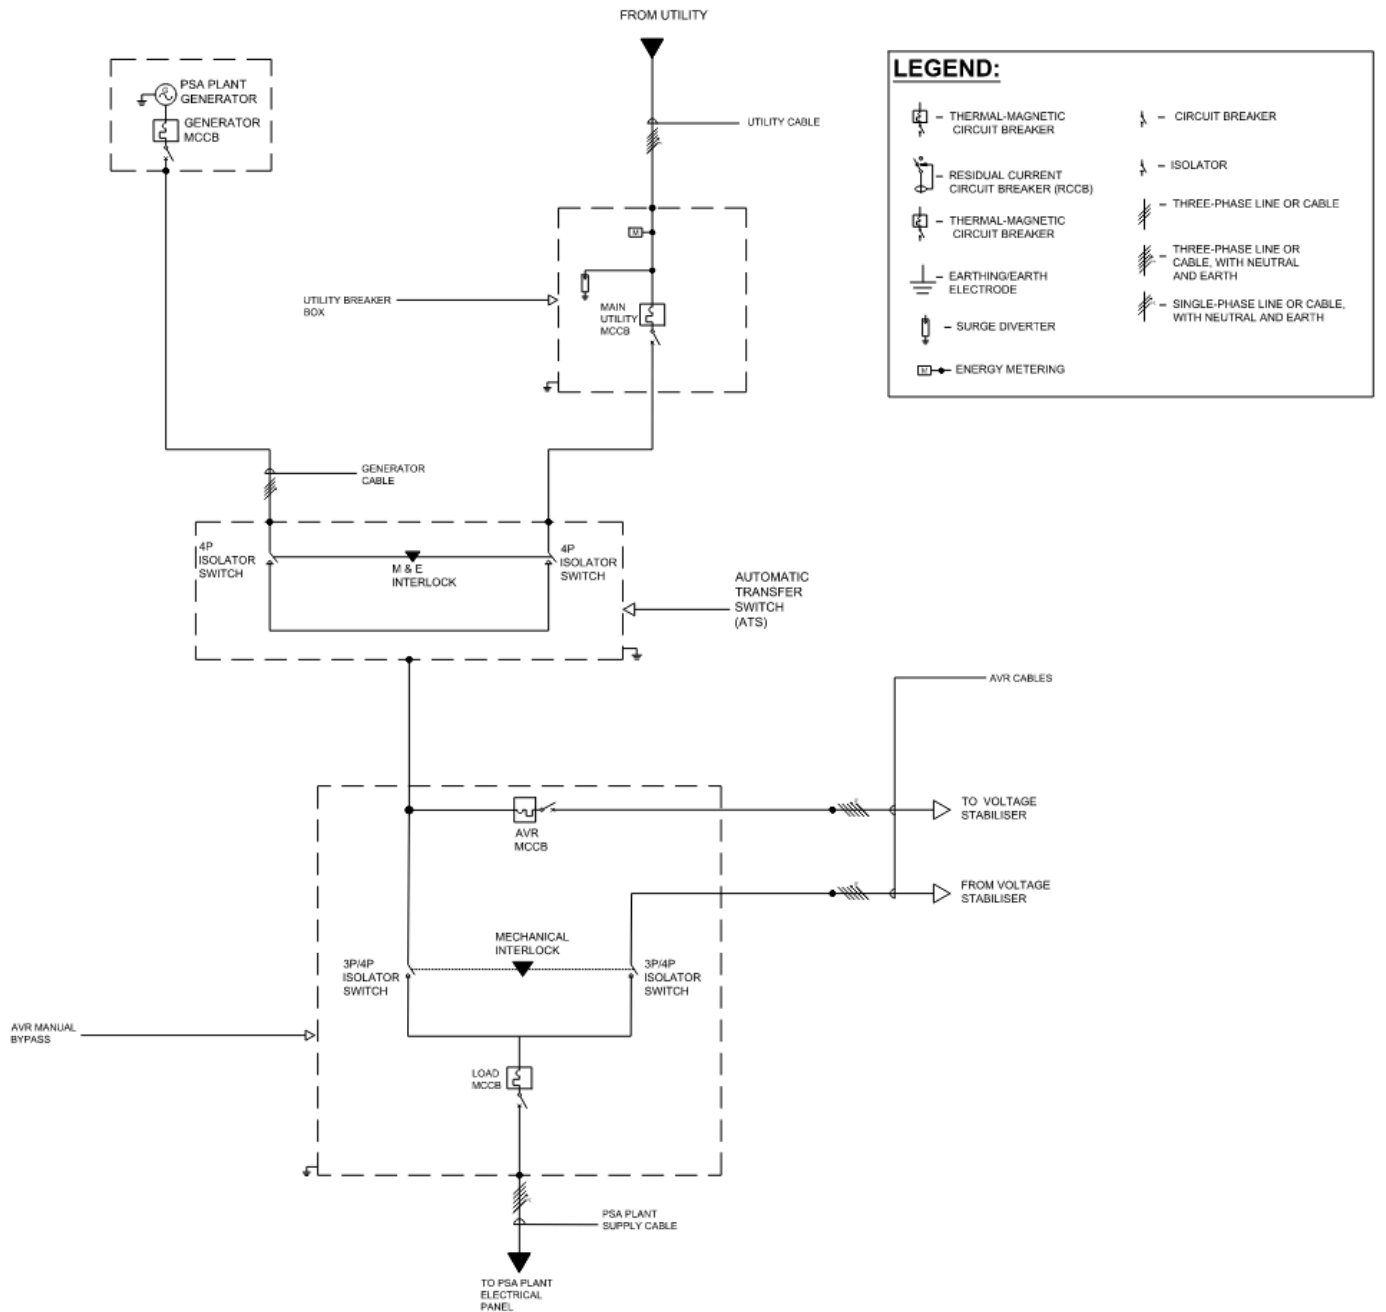 FROM UTILITY
PSA PLANT
GENERATOR
GENERATOR
MCCB
UTILITY CABLE
M
UTILITY BREAKER
BOX
MAIN
UTILITY
MCCB
LEGEND:
THERMAL-MAGNETIC
CIRCUIT BREAKER
RESIDUAL CURRENT
CIRCUIT BREAKER (RCCB)
THERMAL-MAGNETIC
CIRCUIT BREAKER
EARTHING/EARTH
ELECTRODE
SURGE DIVERTER
M
ENERGY METERING
CIRCUIT BREAKER
ISOLATOR
THREE-PHASE LINE OR CABLE
THREE-PHASE LINE OR
CABLE, WITH NEUTRAL
AND EARTH
SINGLE-PHASE LINE OR CABLE,
WITH NEUTRAL AND EARTH
GENERATOR
CABLE
4P
ISOLATOR
SWITCH
M & E
INTERLOCK
4P
ISOLATOR
SWITCH
AUTOMATIC
TRANSFER
SWITCH
(ATS)
AVR CABLES
AVR
MCCB
TO VOLTAGE
STABILISER
FROM VOLTAGE
STABILISER
MECHANICAL
INTERLOCK
3P/4P
ISOLATOR
SWITCH
3P/4P
ISOLATOR
SWITCH
AVR MANUAL
BYPASS
LOAD
MCCB
PSA PLANT
SUPPLY CABLE
TO PSA PLANT
ELECTRICAL
PANEL